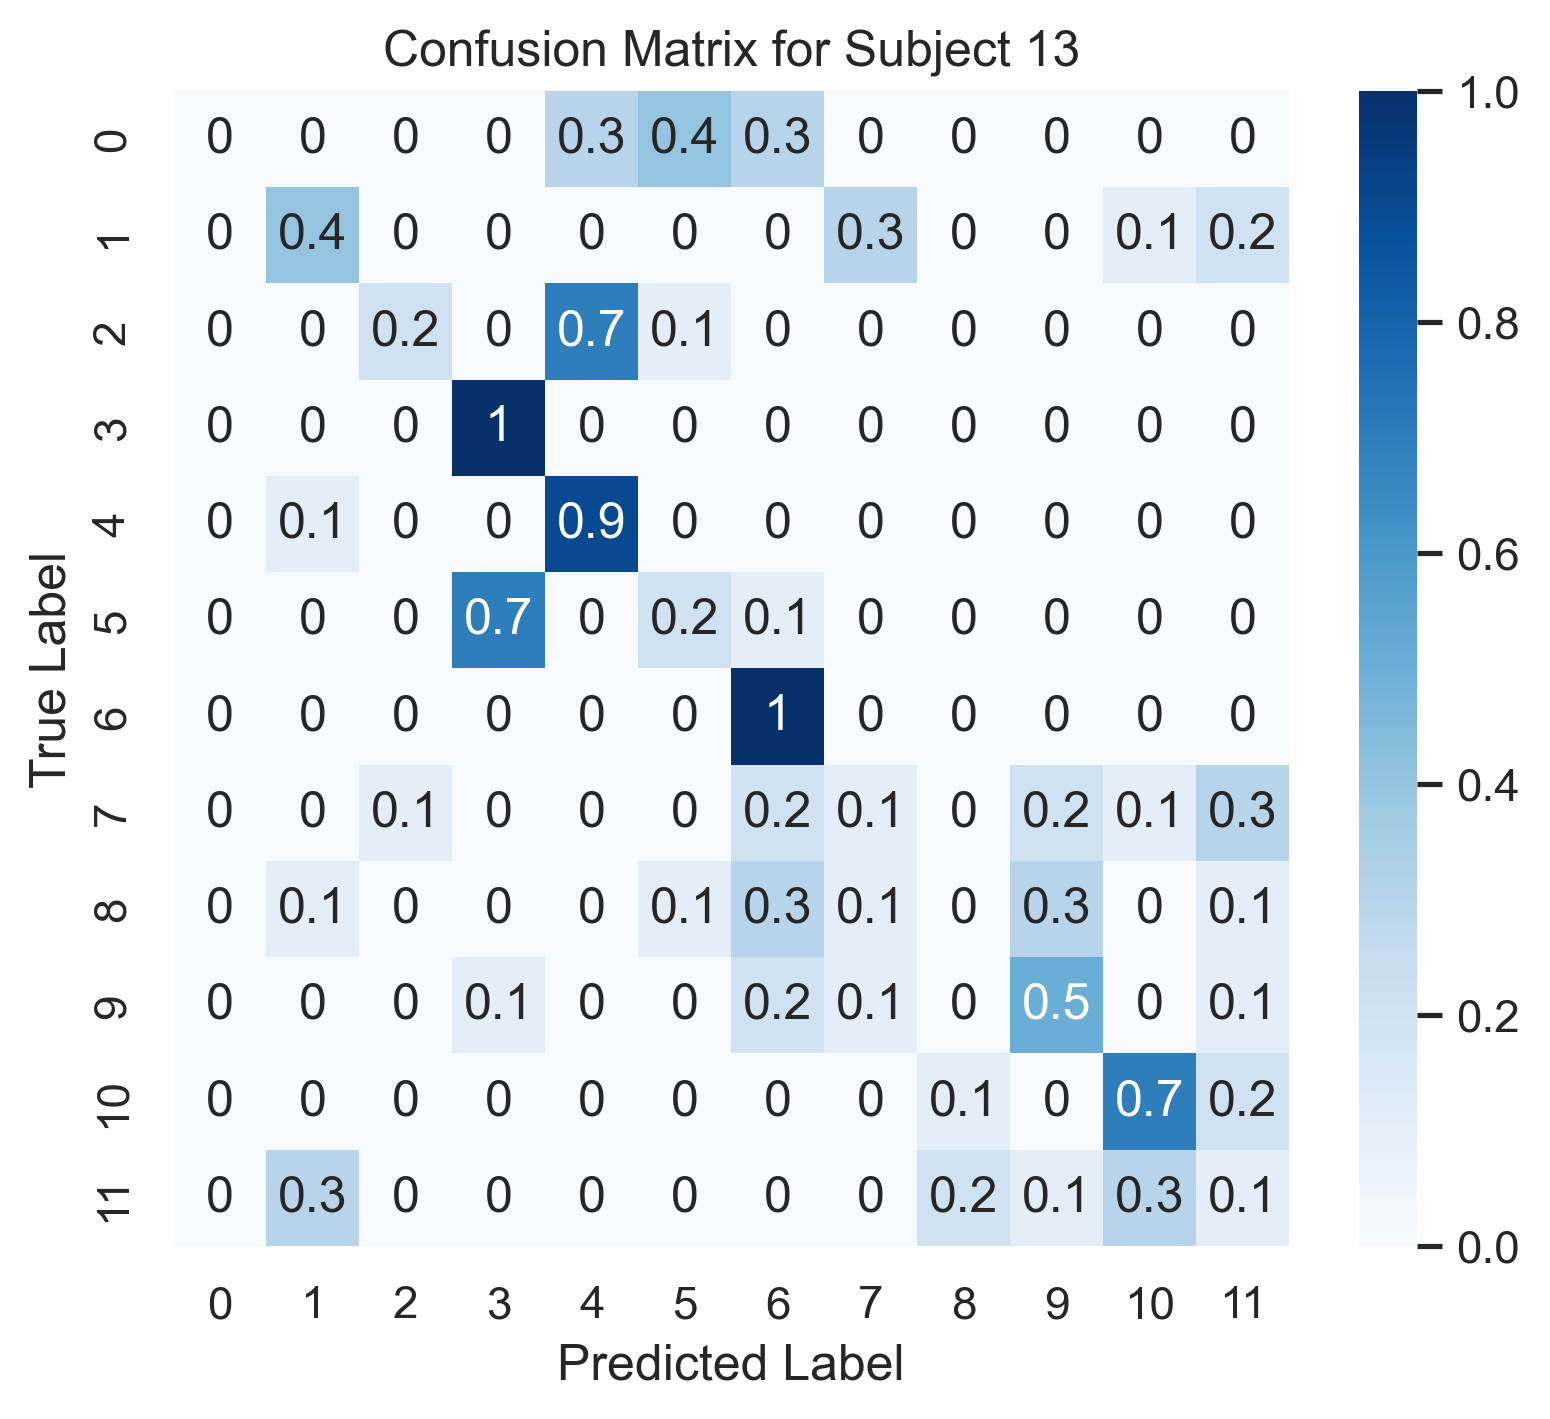 Confusion Matrix for Subject 13
0 0 0 0 0 0.3 0.4 0.3 0 0 0 0 0
1 0 0.4 0 0 0 0 0 0.3 0 0 0.1 0.2
2 0 0 0.2 0 0.7 0.1 0 0 0 0 0 0
3 0 0 0 1 0 0 0 0 0 0 0 0
4 0 0.1 0 0 0.9 0 0 0 0 0 0 0
5 0 0 0 0.7 0 0.2 0.1 0 0 0 0 0
6 0 0 0 0 0 0 1 0 0 0 0 0
7 0 0 0.1 0 0 0 0.2 0.1 0 0.2 0.1 0.3
8 0 0.1 0 0 0 0.1 0.3 0.1 0 0.3 0 0.1
9 0 0 0 0.1 0 0 0.2 0.1 0 0.5 0 0.1
10 0 0 0 0 0 0 0 0 0.1 0 0.7 0.2
11 0 0.3 0 0 0 0 0 0 0.2 0.1 0.3 0.1
0 1 2 3 4 5 6 7 8 9 10 11
Predicted Label
True Label
1.0
0.8
0.6
0.4
0.2
0.0